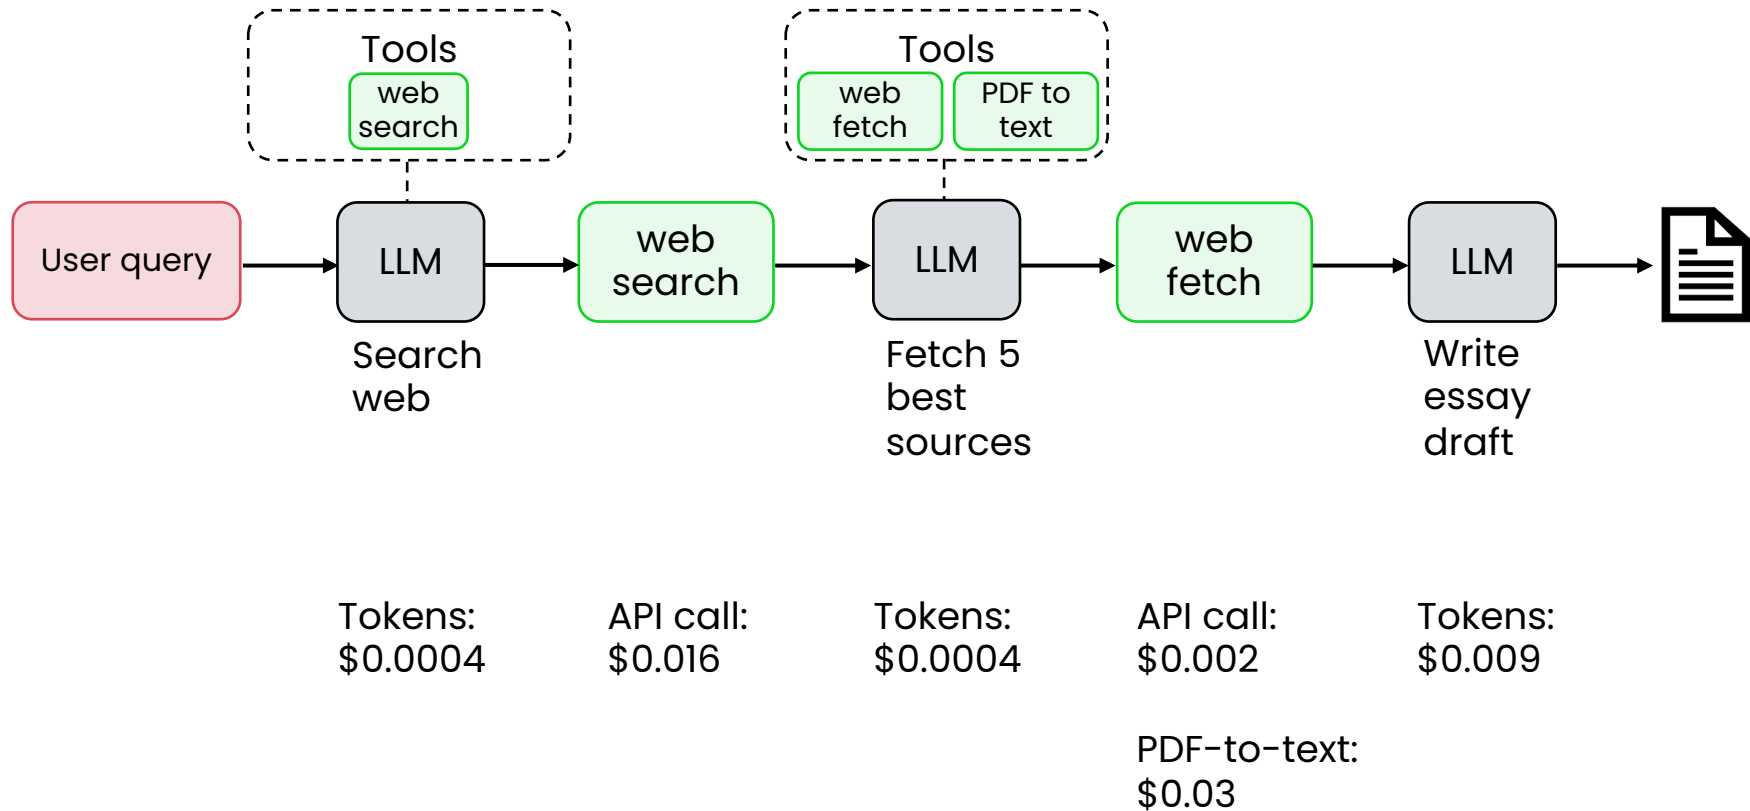 Tools
web
search
Tools
web
fetch
PDF to
text
User query
LLM
web
search
LLM
web
fetch
LLM
Search
web
Fetch 5
best
sources
Write
essay
draft
Tokens:
$0.0004
API call:
$0.016
Tokens:
$0.0004
API call:
$0.002
Tokens:
$0.009
PDF-to-text:
$0.03